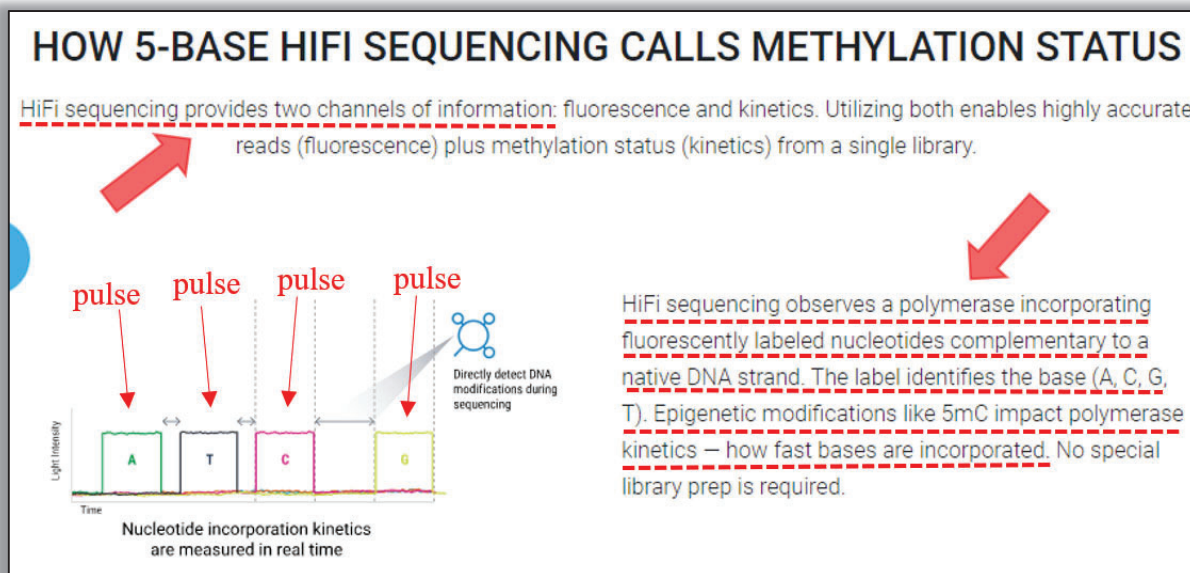 HOW 5-BASE HIFI SEQUENCING CALLS METHYLATION STATUS
HiFi sequencing provides two channels of information: fluorescence and kinetics. Utilizing both enables highly accurate
reads (fluorescence) plus methylation status (kinetics) from a single library.
pulse
pulse
pulse
pulse
Directly detect DNA
modifications during
sequencing
Light Intensity
A
T
C
G
Time
Nucleotide incorporation kinetics
are measured in real time
HiFi sequencing observes a polymerase incorporating
fluorescently labeled nucleotides complementary to a
native DNA strand. The label identifies the base (A, C, G,
T). Epigenetic modifications like 5mC impact polymerase
kinetics – how fast bases are incorporated. No special
library prep is required.